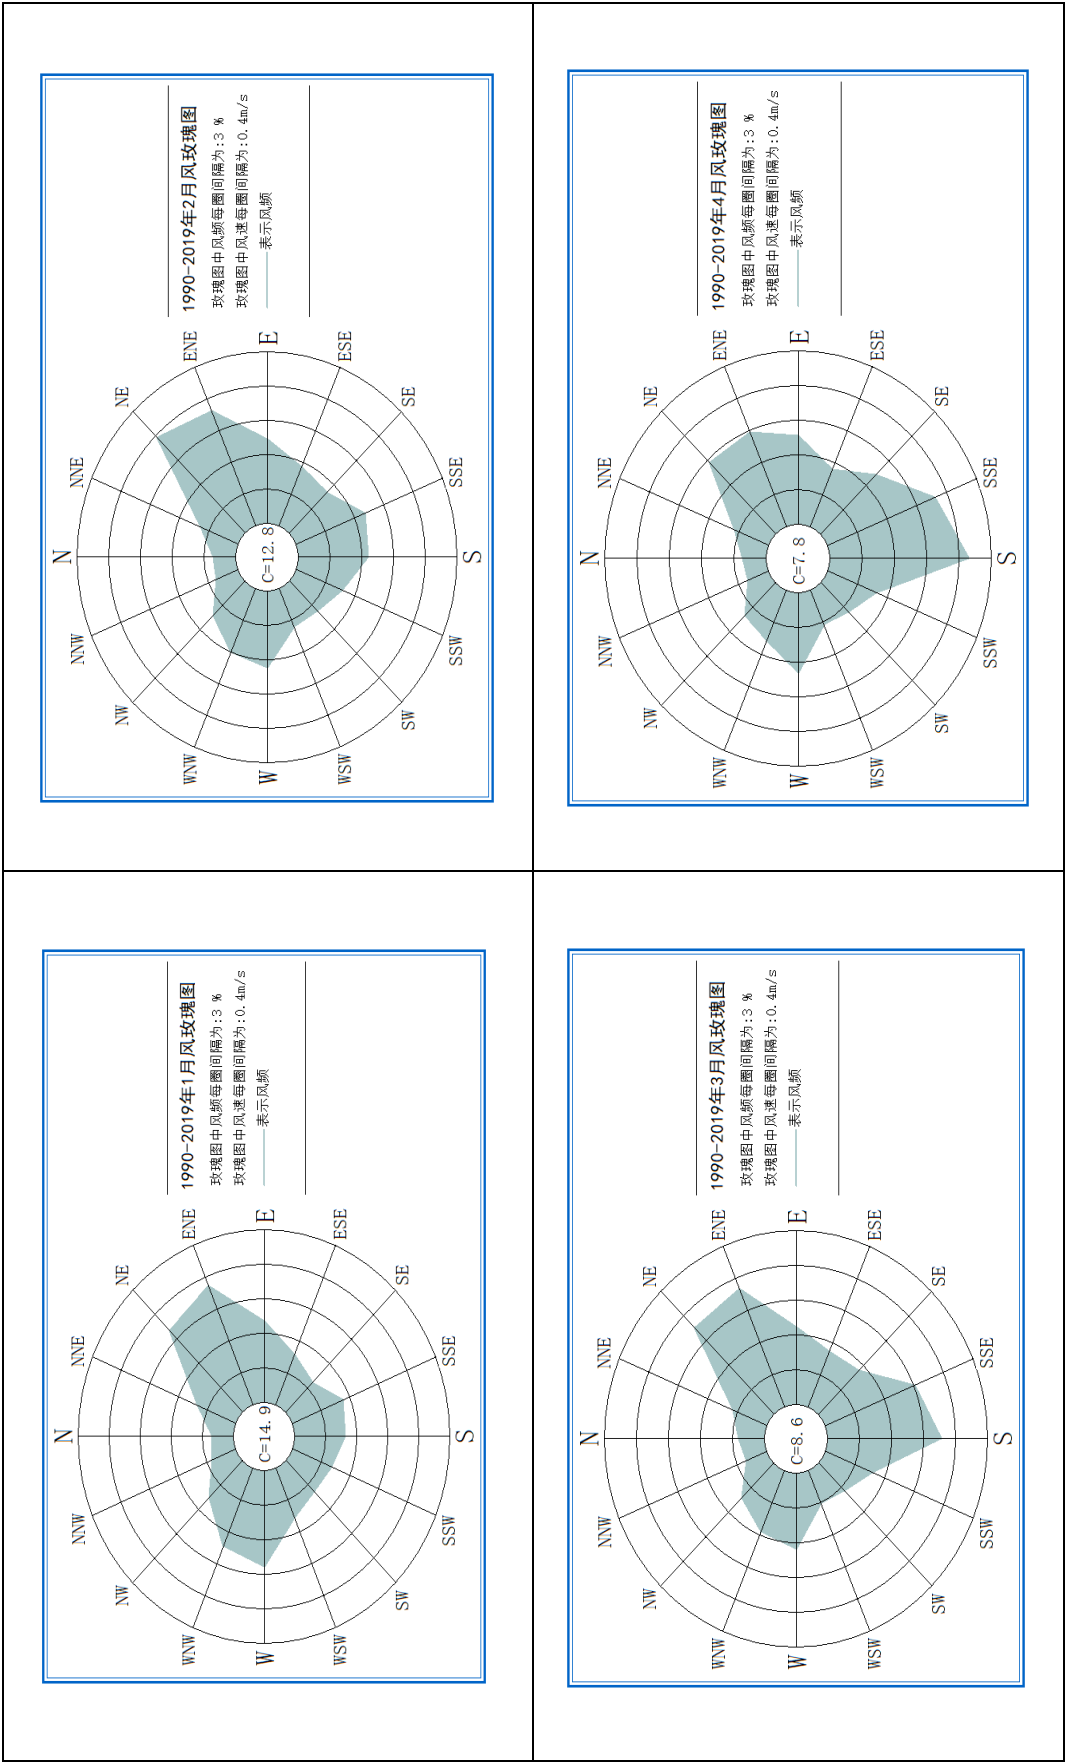 N
NNW NNE
NW NE
WNW ENE
W C=14.9 E
WSW ESE
SW SE
SSW SSE
S
1990-2019年1月风玫瑰图
玫瑰图中风频每圈间隔为:3 %
玫瑰图中风速每圈间隔为:0.4m/s
表示风频
N
NNW NNE
NW NE
WNW ENE
W C=12.8 E
WSW ESE
SW SE
SSW SSE
S
1990-2019年2月风玫瑰图
玫瑰图中风频每圈间隔为:3 %
玫瑰图中风速每圈间隔为:0.4m/s
表示风频
N
NNW NNE
NW NE
WNW ENE
W C=8.6 E
WSW ESE
SW SE
SSW SSE
S
1990-2019年3月风玫瑰图
玫瑰图中风频每圈间隔为:3 %
玫瑰图中风速每圈间隔为:0.4m/s
表示风频
N
NNW NNE
NW NE
WNW ENE
W C=7.8 E
WSW ESE
SW SE
SSW SSE
S
1990-2019年4月风玫瑰图
玫瑰图中风频每圈间隔为:3 %
玫瑰图中风速每圈间隔为:0.4m/s
表示风频